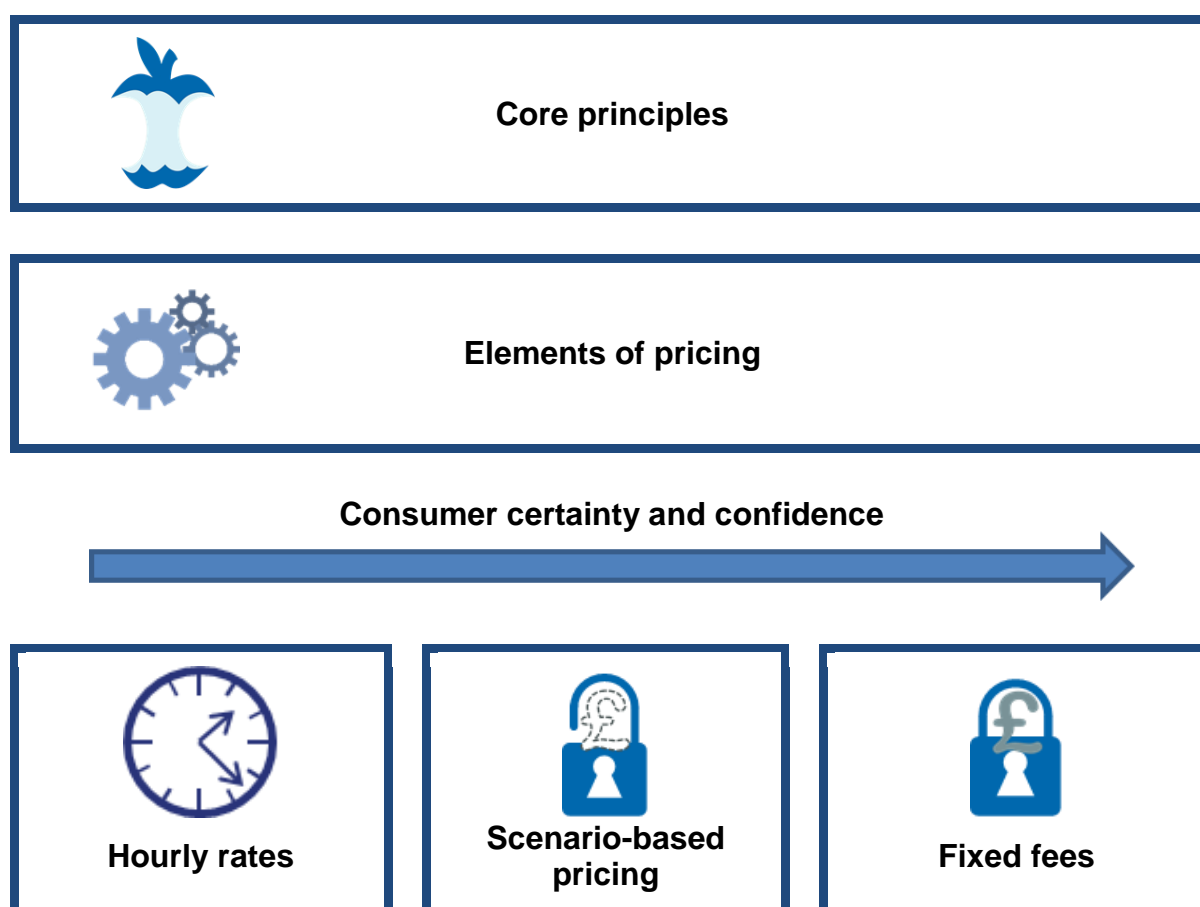 Core principles
Elements of pricing
Consumer certainty and confidence
£
£
Hourly rates
Scenario-based
pricing
Fixed fees